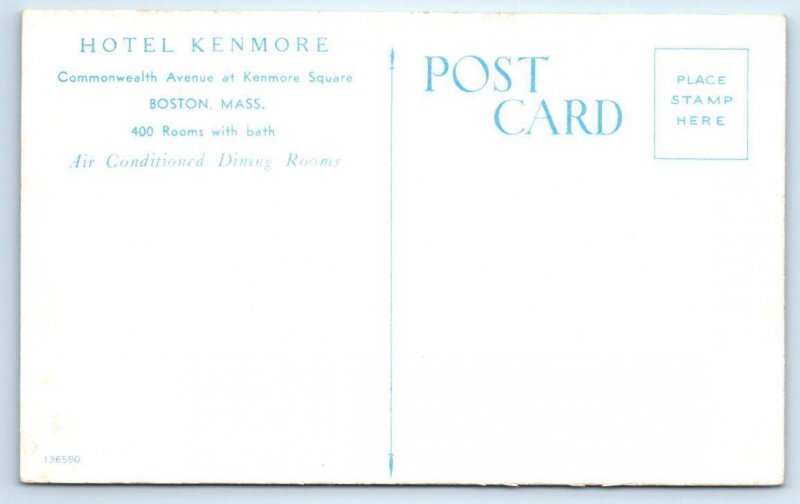 HOTEL KENMORE
Commonwealth Avenue at Kenmore Square
BOSTON, MASS.
400 Rooms with bath
Air Conditioned Dining Rooms
POST
CARD
PLACE
STAMP
HERE
136590